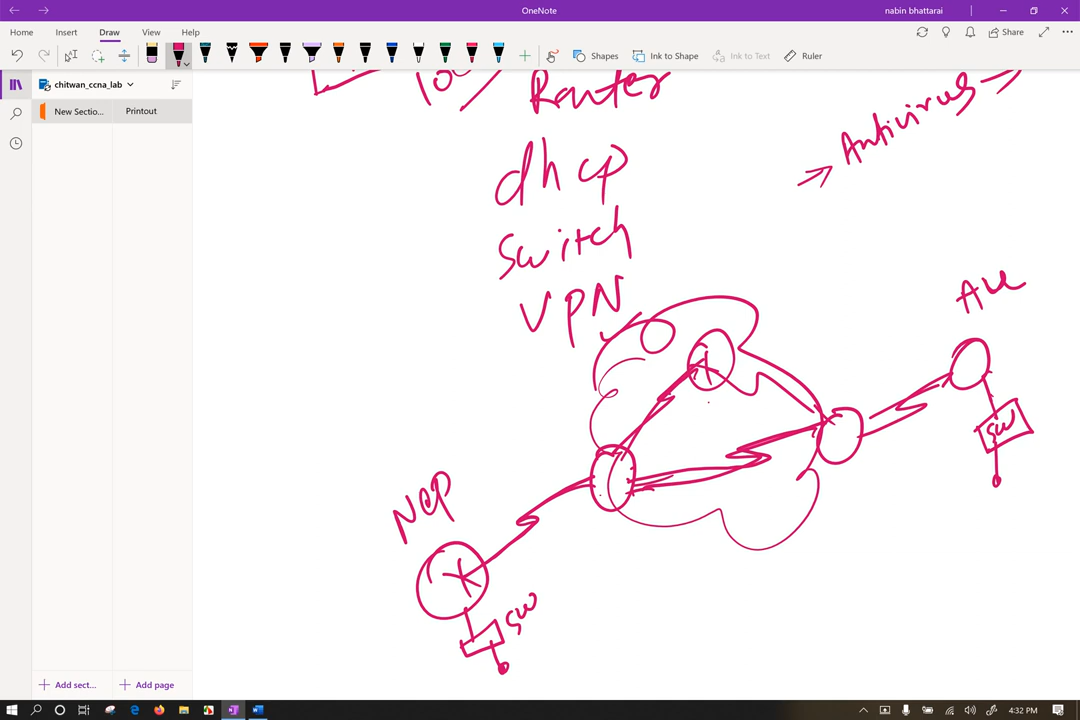 OneNote
nabin bhattarai
Home Insert Draw View Help
Share
Shapes
Ink to Shape
Ink to Text
Ruler
chitwan_ccna_lab
New Sectio...
Printout
Router
Antivirus
dhcp
Switch
VPN
SW
Nep
SW
Add sect...
Add page
4:32 PM